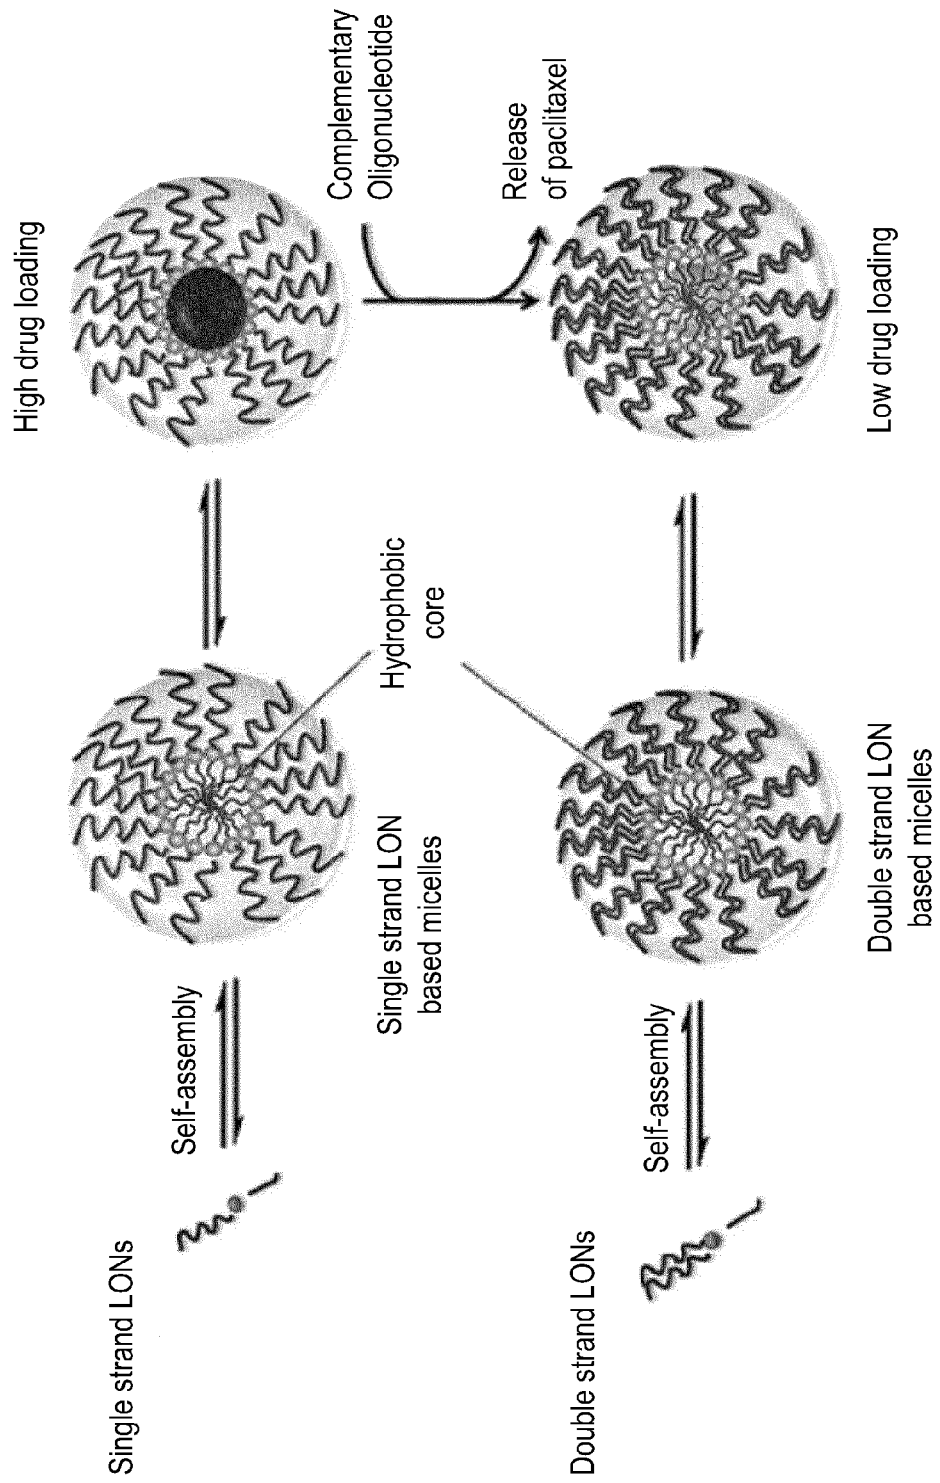 Single strand LONs
Self-assembly
Single strand LON
based micelles
High drug loading
Hydrophobic
core
Complementary
Oligonucleotide
Release
of paclitaxel
Double strand LONs
Self-assembly
Double strand LON
based micelles
Low drug loading